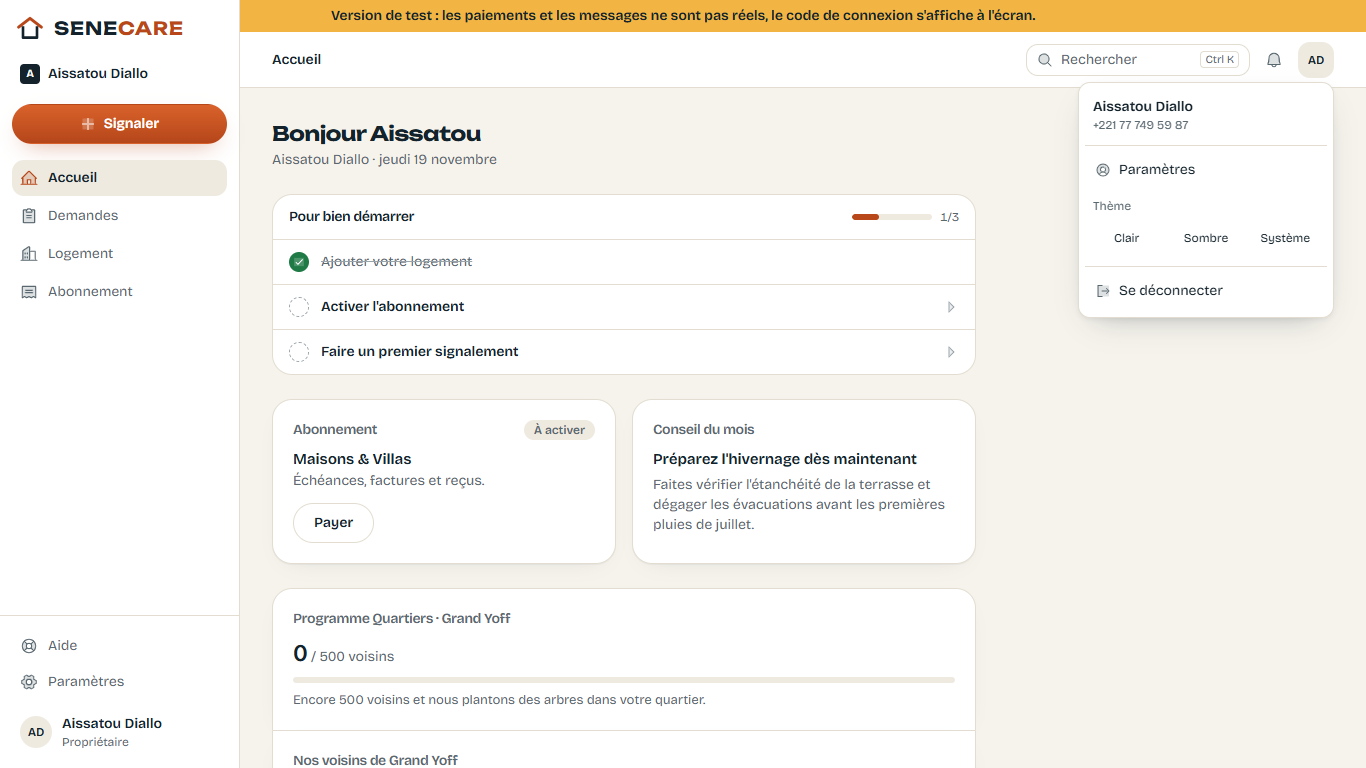 Version de test : les paiements et les messages ne sont pas réels, le code de connexion s'affiche à l'écran.
SENECARE
A Aissatou Diallo
Signaler
Accueil
Demandes
Logement
Abonnement
Aide
Paramètres
AD Aissatou Diallo
Propriétaire
Accueil
Rechercher Ctrl K
AD
Aissatou Diallo
+221 77 749 59 87
Paramètres
Thème
Clair Sombre Système
Se déconnecter
Bonjour Aissatou
Aissatou Diallo · jeudi 19 novembre
Pour bien démarrer 1/3
Ajouter votre logement
Activer l'abonnement
Faire un premier signalement
Abonnement À activer
Maisons & Villas
Échéances, factures et reçus.
Payer
Conseil du mois
Préparez l'hivernage dès maintenant
Faites vérifier l'étanchéité de la terrasse et
dégager les évacuations avant les premières
pluies de juillet.
Programme Quartiers · Grand Yoff
0 / 500 voisins
Encore 500 voisins et nous plantons des arbres dans votre quartier.
Nos voisins de Grand Yoff